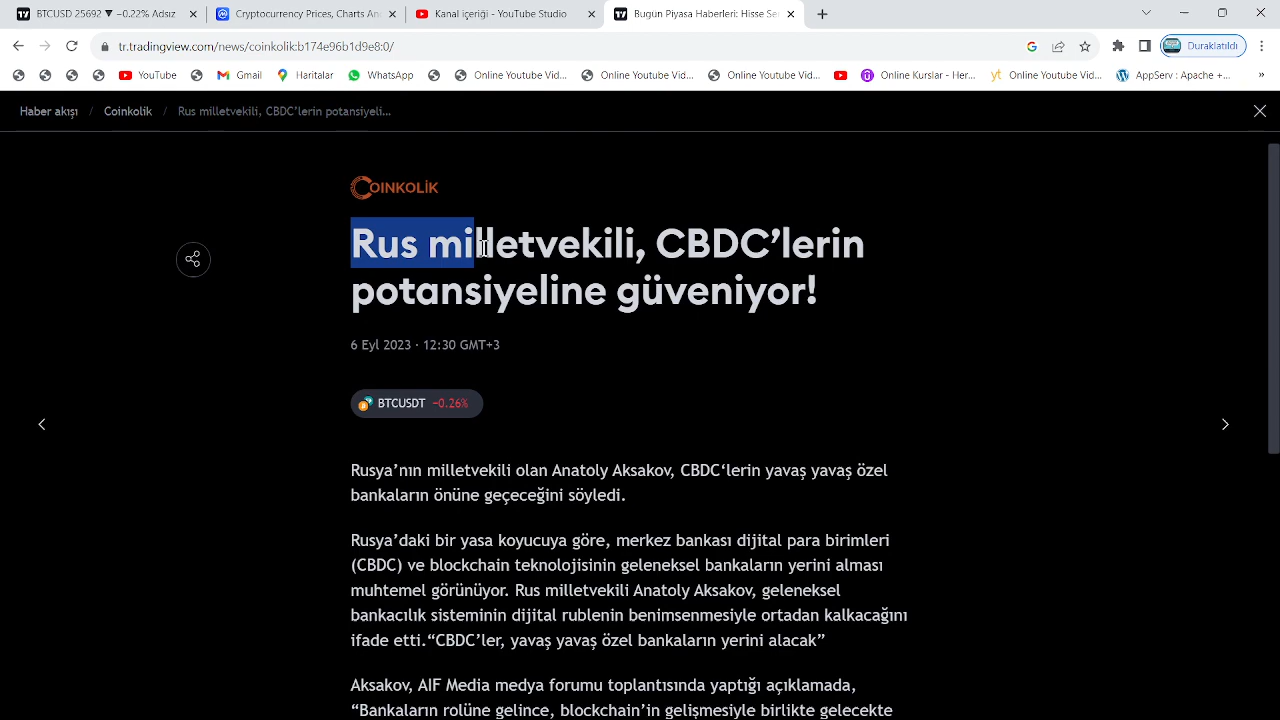 BTCUSD 25692 ▼ −0.22% Adsız
Cryptocurrency Prices, Charts An
Kanal içeriği - YouTube Studio
Bugün Piyasa Haberleri: Hisse Se
tr.tradingview.com/news/coinkolik:b174e96b1d9e8:0/
Duraklatıldı
YouTube
Gmail
Haritalar
WhatsApp
Online Youtube Vid...
Online Youtube Vid...
Online Youtube Vid...
Online Kurslar - Her...
Online Youtube Vid...
AppServ : Apache +...
»
Haber akışı / Coinkolik / Rus milletvekili, CBDC’lerin potansiyeli...
COINKOLİK
Rus milletvekili, CBDC’lerin
potansiyeline güveniyor!
6 Eyl 2023 · 12:30 GMT+3
BTCUSDT −0.26%
Rusya’nın milletvekili olan Anatoly Aksakov, CBDC‘lerin yavaş yavaş özel
bankaların önüne geçeceğini söyledi.
Rusya’daki bir yasa koyucuya göre, merkez bankası dijital para birimleri
(CBDC) ve blockchain teknolojisinin geleneksel bankaların yerini alması
muhtemel görünüyor. Rus milletvekili Anatoly Aksakov, geleneksel
bankacılık sisteminin dijital rublenin benimsenmesiyle ortadan kalkacağını
ifade etti.“CBDC’ler, yavaş yavaş özel bankaların yerini alacak”
Aksakov, AIF Media medya forumu toplantısında yaptığı açıklamada,
“Bankaların rolüne gelince, blockchain’in gelişmesiyle birlikte gelecekte